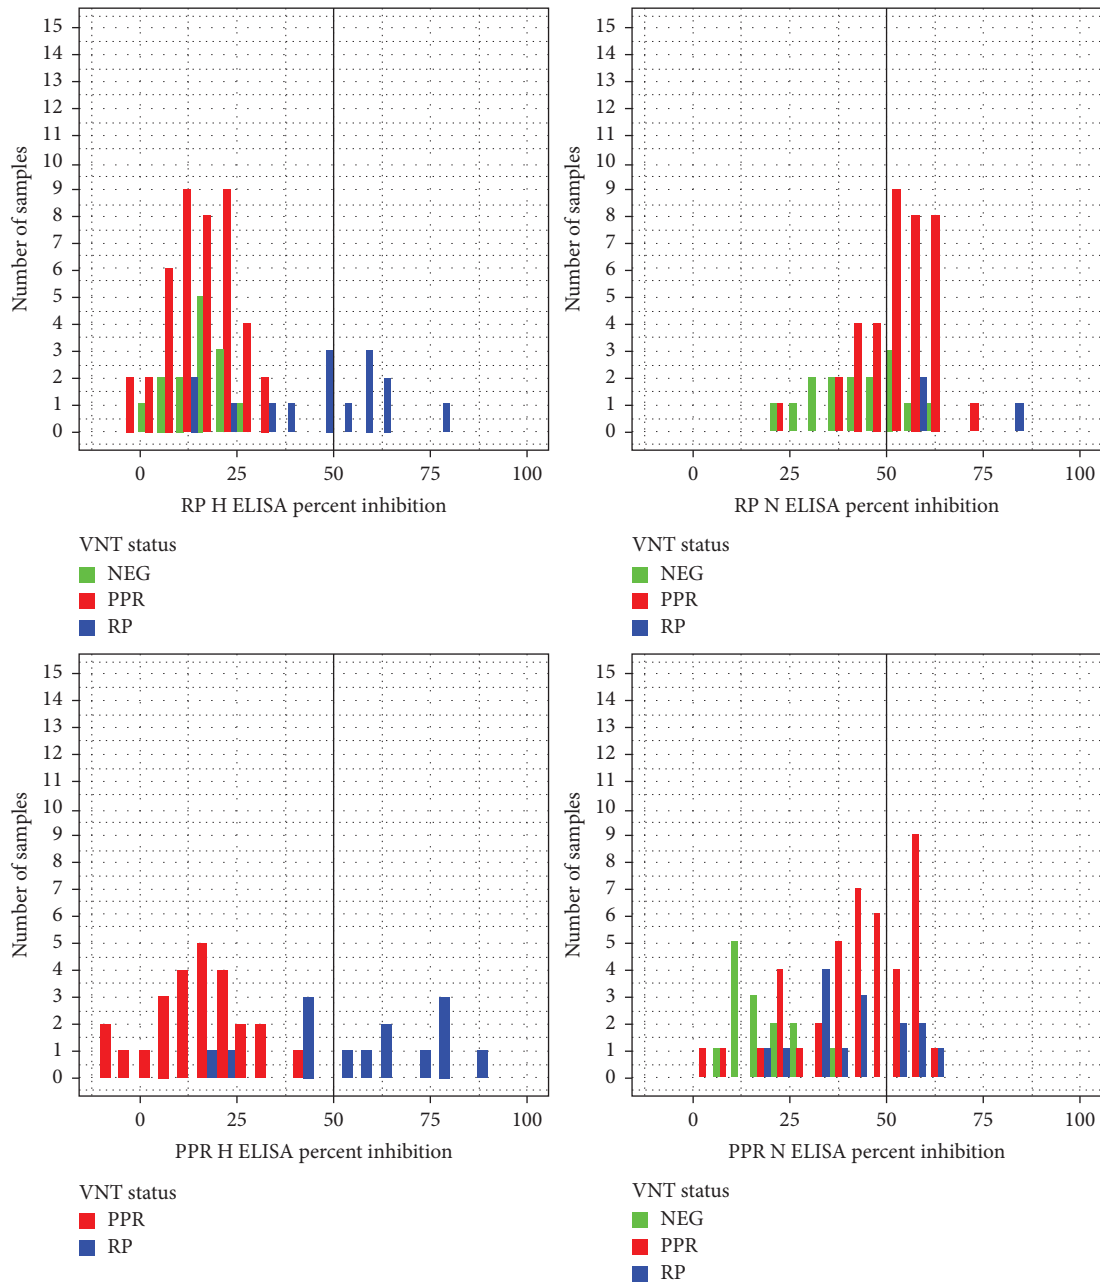 15
14
13
12
11
10
9
8
7
6
5
4
3
2
1
0
Number of samples
0 25 50 75 100
RP H ELISA percent inhibition
VNT status
NEG
PPR
RP
15
14
13
12
11
10
9
8
7
6
5
4
3
2
1
0
Number of samples
0 25 50 75 100
RP N ELISA percent inhibition
VNT status
NEG
PPR
RP
15
14
13
12
11
10
9
8
7
6
5
4
3
2
1
0
Number of samples
0 25 50 75 100
PPR H ELISA percent inhibition
VNT status
PPR
RP
15
14
13
12
11
10
9
8
7
6
5
4
3
2
1
0
Number of samples
0 25 50 75 100
PPR N ELISA percent inhibition
VNT status
NEG
PPR
RP